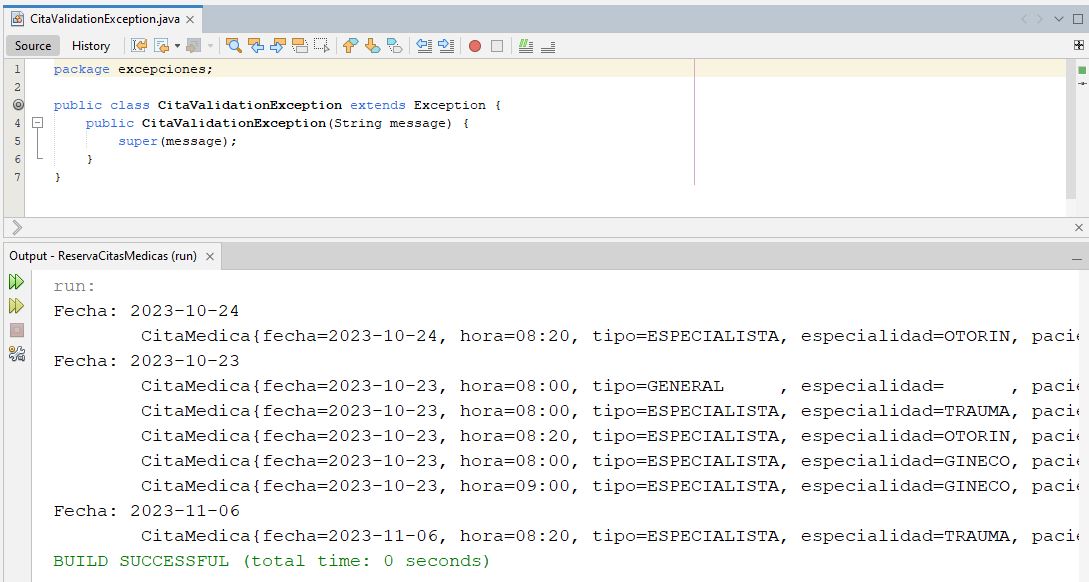 CitaValidationException.java
Source History
1 package excepciones;
2
public class CitaValidationException extends Exception {
4 public CitaValidationException(String message) {
5 super(message);
6 }
7 }
Output - ReservaCitasMedicas (run)
run:
Fecha: 2023-10-24
CitaMedica{fecha=2023-10-24, hora=08:20, tipo=ESPECIALISTA, especialidad=OTORIN, pacie
Fecha: 2023-10-23
CitaMedica{fecha=2023-10-23, hora=08:00, tipo=GENERAL     , especialidad=      , pacie
CitaMedica{fecha=2023-10-23, hora=08:00, tipo=ESPECIALISTA, especialidad=TRAUMA, pacie
CitaMedica{fecha=2023-10-23, hora=08:20, tipo=ESPECIALISTA, especialidad=OTORIN, pacie
CitaMedica{fecha=2023-10-23, hora=08:00, tipo=ESPECIALISTA, especialidad=GINECO, pacie
CitaMedica{fecha=2023-10-23, hora=09:00, tipo=ESPECIALISTA, especialidad=GINECO, pacie
Fecha: 2023-11-06
CitaMedica{fecha=2023-11-06, hora=08:20, tipo=ESPECIALISTA, especialidad=TRAUMA, pacie
BUILD SUCCESSFUL (total time: 0 seconds)